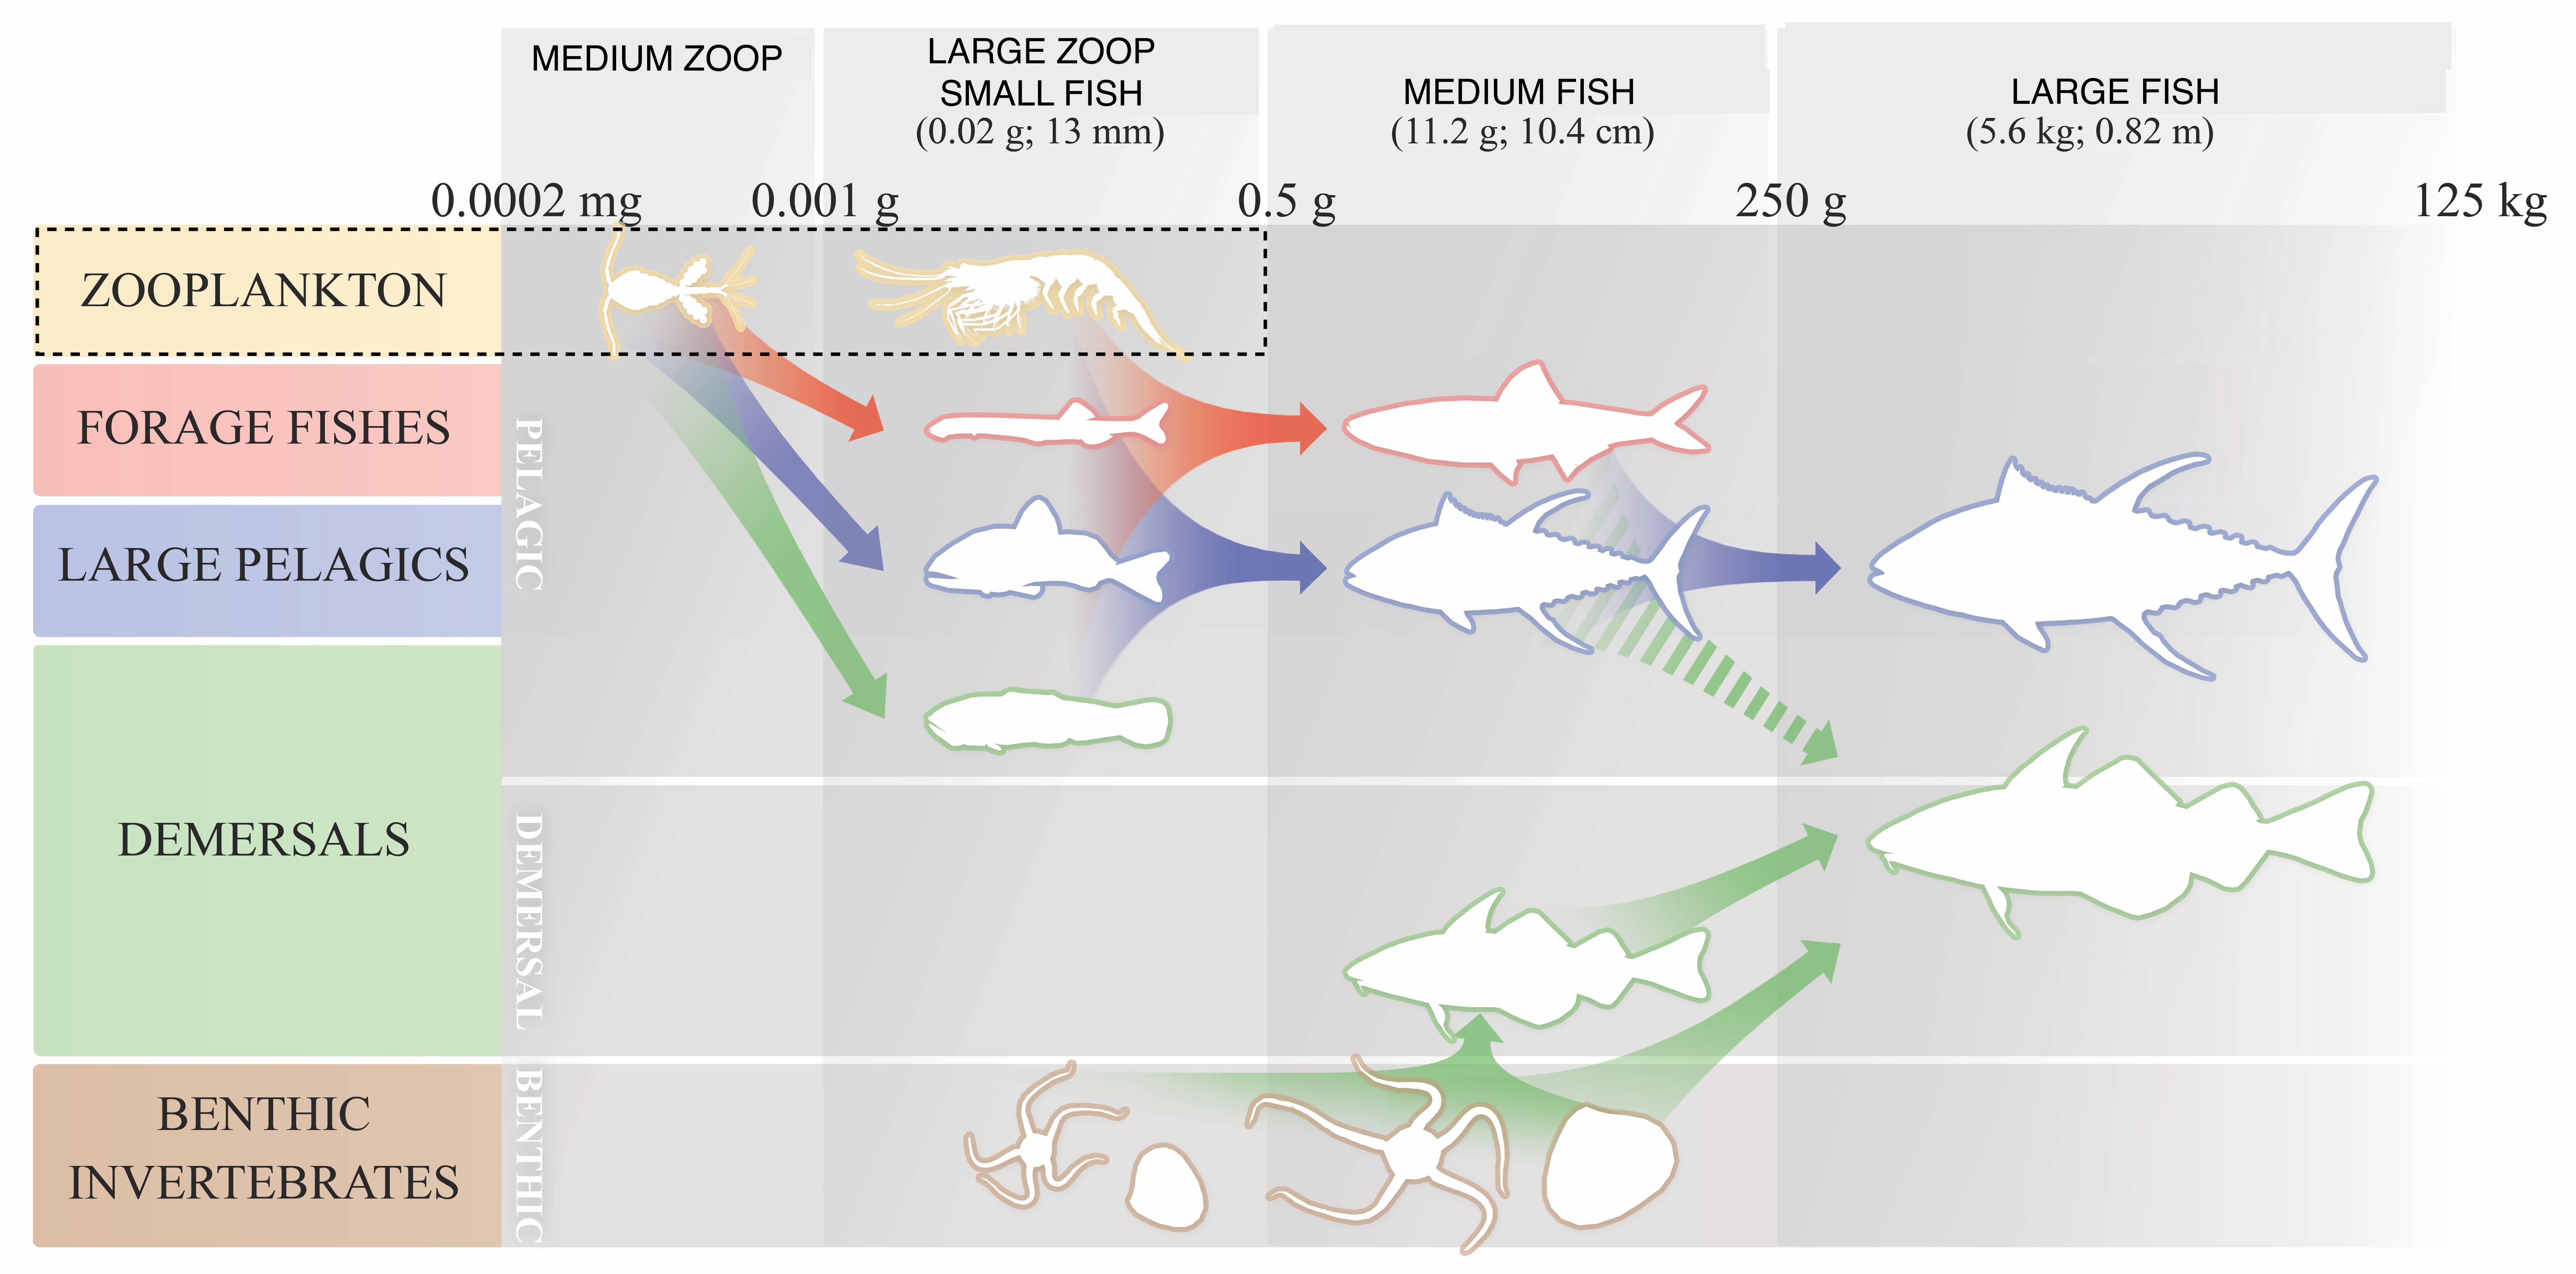 MEDIUM ZOOP
LARGE ZOOP
SMALL FISH
(0.02 g; 13 mm)
MEDIUM FISH
(11.2 g; 10.4 cm)
LARGE FISH
(5.6 kg; 0.82 m)
0.0002 mg
0.001 g
0.5 g
250 g
125 kg
ZOOPLANKTON
FORAGE FISHES
LARGE PELAGICS
DEMERSALS
BENTHIC
INVERTEBRATES
PELAGIC
DEMERSAL
BENTHIC